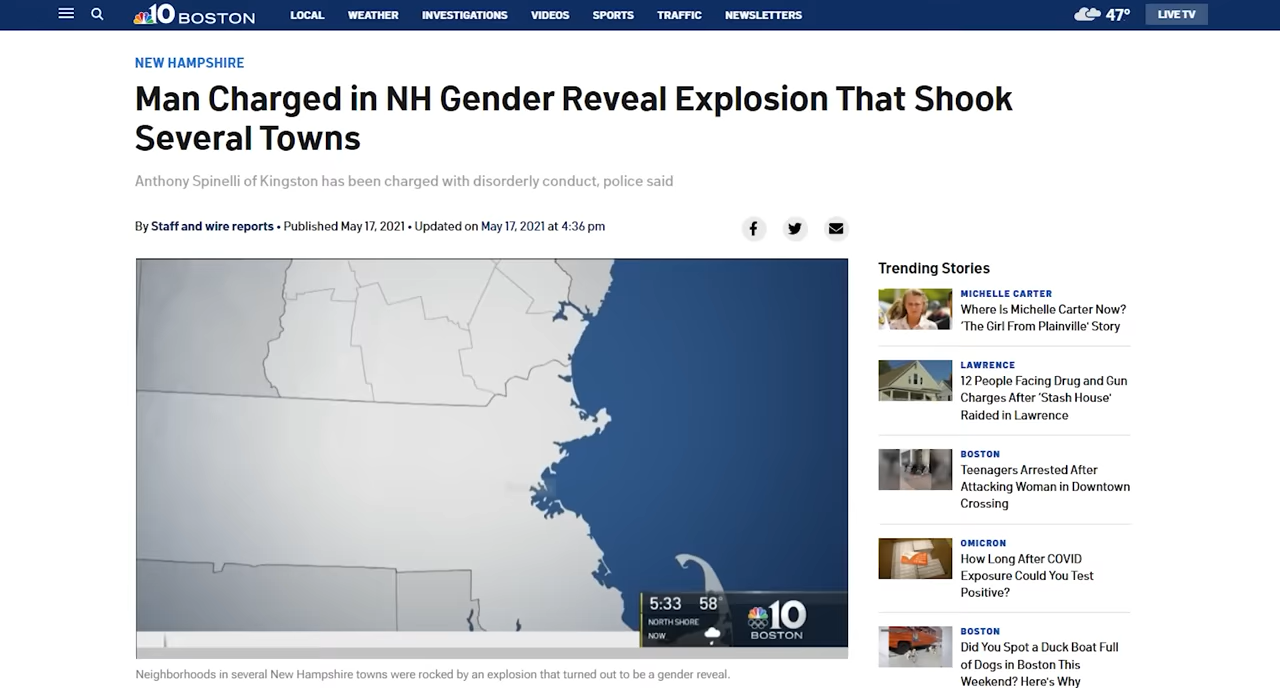 10 BOSTON
LOCAL WEATHER INVESTIGATIONS VIDEOS SPORTS TRAFFIC NEWSLETTERS
47°
LIVE TV
NEW HAMPSHIRE
Man Charged in NH Gender Reveal Explosion That Shook
Several Towns
Anthony Spinelli of Kingston has been charged with disorderly conduct, police said
By Staff and wire reports • Published May 17, 2021 • Updated on May 17, 2021 at 4:36 pm
5:33 58°
NORTH SHORE
NOW
10
BOSTON
Neighborhoods in several New Hampshire towns were rocked by an explosion that turned out to be a gender reveal.
Trending Stories
MICHELLE CARTER
Where Is Michelle Carter Now?
'The Girl From Plainville' Story
LAWRENCE
12 People Facing Drug and Gun
Charges After 'Stash House'
Raided in Lawrence
BOSTON
Teenagers Arrested After
Attacking Woman in Downtown
Crossing
OMICRON
How Long After COVID
Exposure Could You Test
Positive?
BOSTON
Did You Spot a Duck Boat Full
of Dogs in Boston This
Weekend? Here's Why